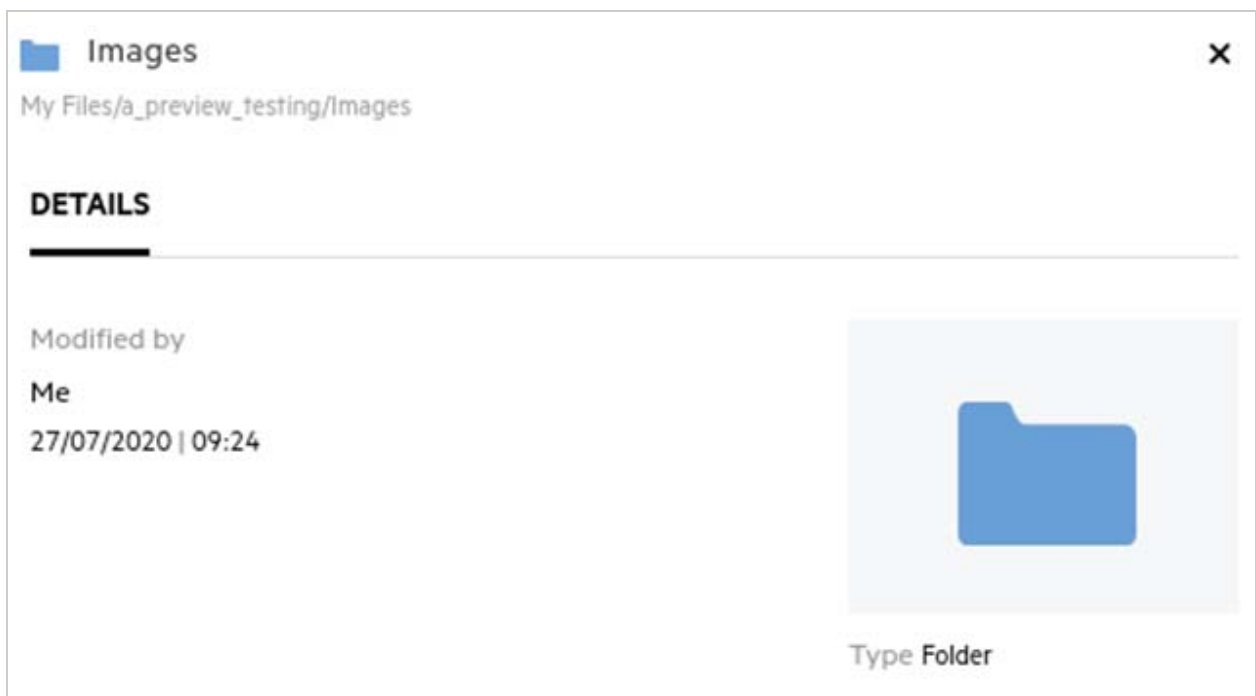 Images
My Files/a_preview_testing/Images
DETAILS
Modified by
Me
27/07/2020 | 09:24
Type Folder